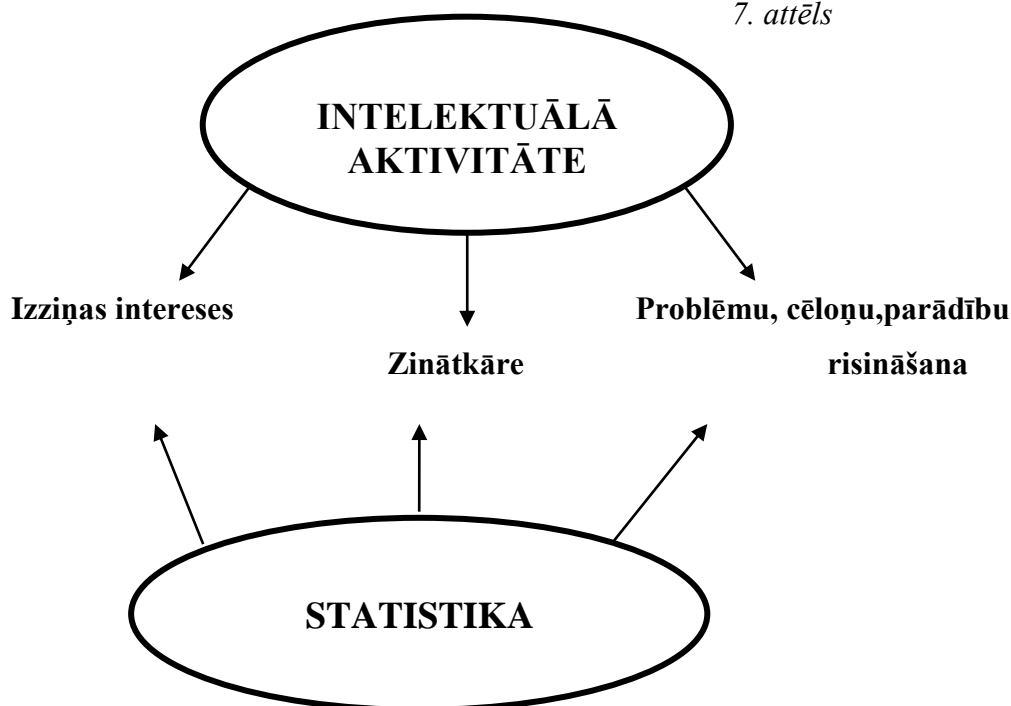 7. attēls
INTELEKTUĀLĀ
AKTIVITĀTE
Izziņas intereses
Zinātkāre
Problēmu, cēloņu,parādību
risināšana
STATISTIKA